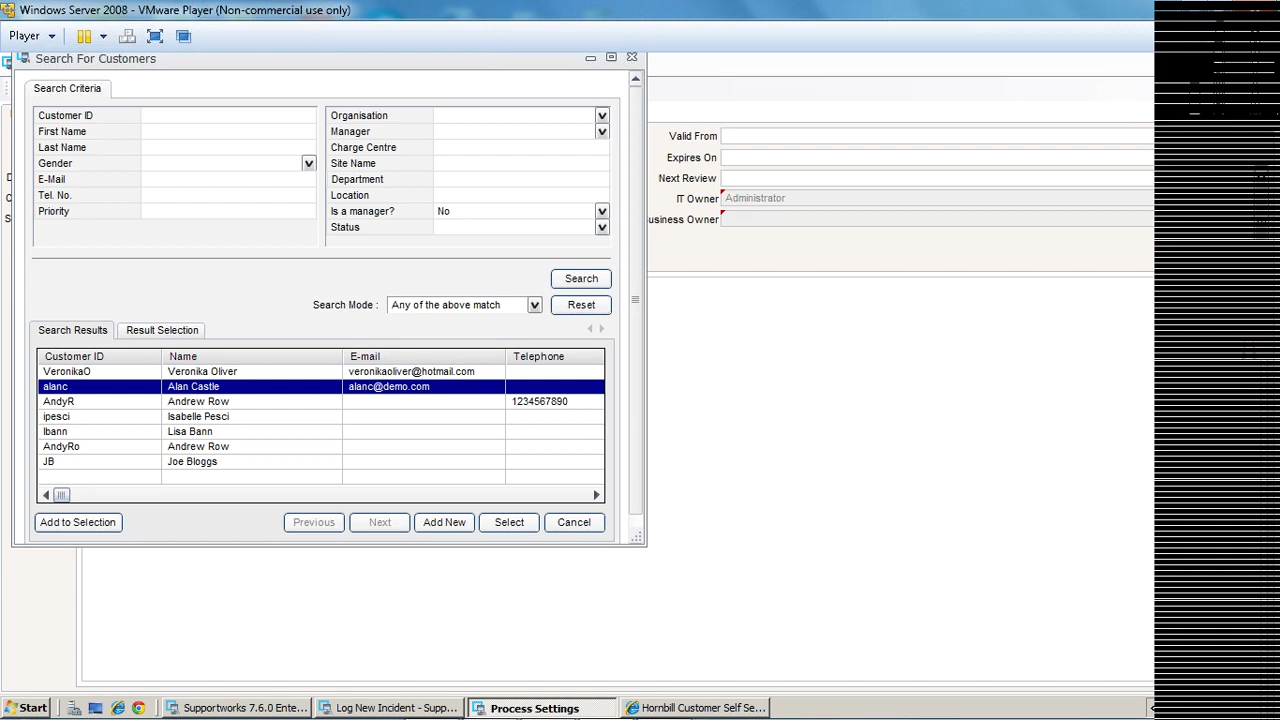 Windows Server 2008 - VMware Player (Non-commercial use only)
Player
Search For Customers
Search Criteria
Customer ID
First Name
Last Name
Gender
E-Mail
Tel. No.
Priority
Organisation
Manager
Charge Centre
Site Name
Department
Location
Is a manager? No
Status
Search
Search Mode : Any of the above match Reset
Search Results Result Selection
Customer ID Name E-mail Telephone
VeronikaO Veronika Oliver veronikaoliver@hotmail.com
alanc Alan Castle alanc@demo.com
AndyR Andrew Row 1234567890
ipesci Isabelle Pesci
lbann Lisa Bann
AndyRo Andrew Row
JB Joe Bloggs
Add to Selection Previous Next Add New Select Cancel
Valid From
Expires On
Next Review
IT Owner Administrator
usiness Owner
Start Supportworks 7.6.0 En... Log New Incident - Supp... Process Setting Hornbill Customer Self Se...